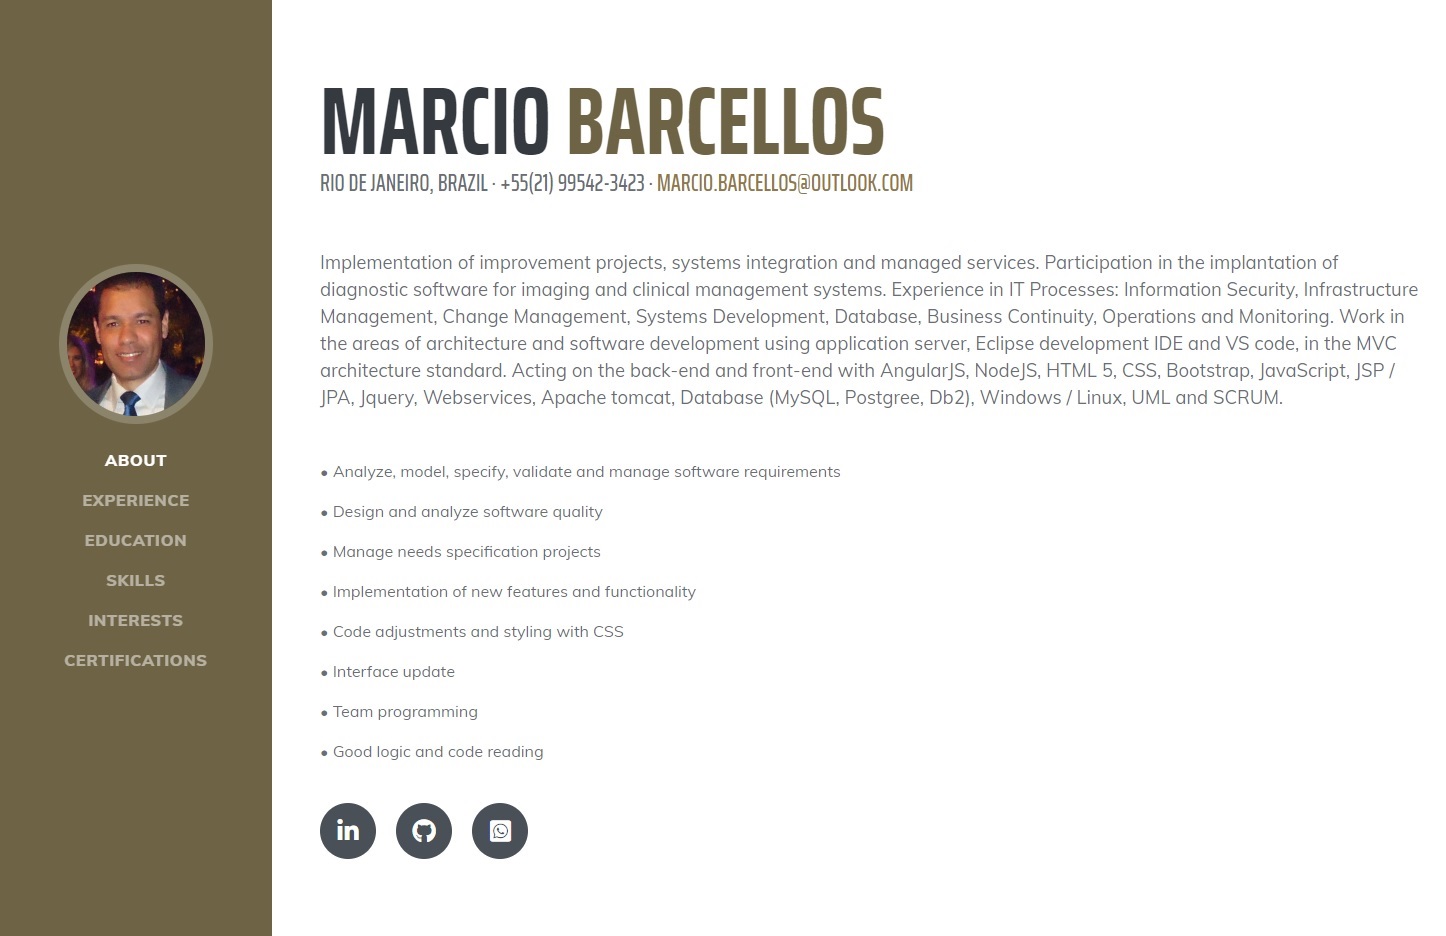 MARCIO BARCELLOS
RIO DE JANEIRO, BRAZIL · +55(21) 99542-3423 · MARCIO.BARCELLOS@OUTLOOK.COM
Implementation of improvement projects, systems integration and managed services. Participation in the implantation of
diagnostic software for imaging and clinical management systems. Experience in IT Processes: Information Security, Infrastructure
Management, Change Management, Systems Development, Database, Business Continuity, Operations and Monitoring. Work in
the areas of architecture and software development using application server, Eclipse development IDE and VS code, in the MVC
architecture standard. Acting on the back-end and front-end with AngularJS, NodeJS, HTML 5, CSS, Bootstrap, JavaScript, JSP /
JPA, Jquery, Webservices, Apache tomcat, Database (MySQL, Postgree, Db2), Windows / Linux, UML and SCRUM.
• Analyze, model, specify, validate and manage software requirements
• Design and analyze software quality
• Manage needs specification projects
• Implementation of new features and functionality
• Code adjustments and styling with CSS
• Interface update
• Team programming
• Good logic and code reading
in
ABOUT
EXPERIENCE
EDUCATION
SKILLS
INTERESTS
CERTIFICATIONS